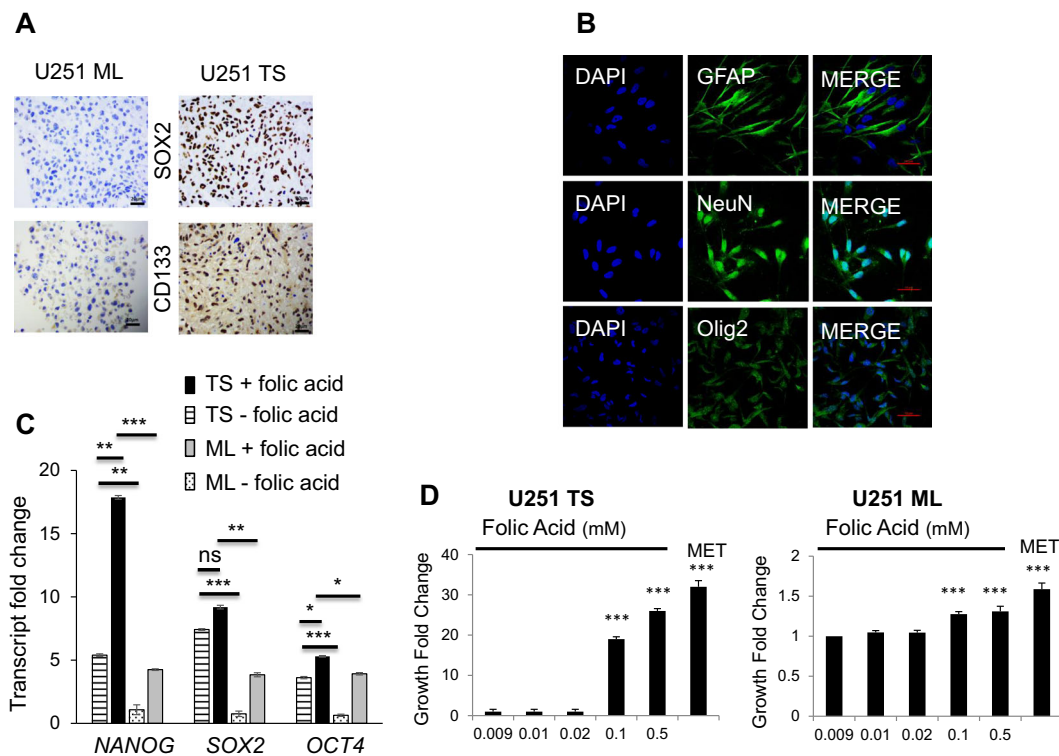 A
U251 ML
U251 TS
SOX2
CD133
B
DAPI
GFAP
MERGE
DAPI
NeuN
MERGE
DAPI
Olig2
MERGE
C
TS + folic acid
TS - folic acid
ML + folic acid
ML - folic acid
Transcript fold change
20
15
10
5
0
** *** **
ns *** **
* *** *
NANOG SOX2 OCT4
D
U251 TS
Folic Acid (mM)
MET
Growth Fold Change
40
30
20
10
0
*** *** ***
0.009 0.01 0.02 0.1 0.5
U251 ML
Folic Acid (mM)
MET
Growth Fold Change
2
1.5
1
0.5
0
*** *** ***
0.009 0.01 0.02 0.1 0.5